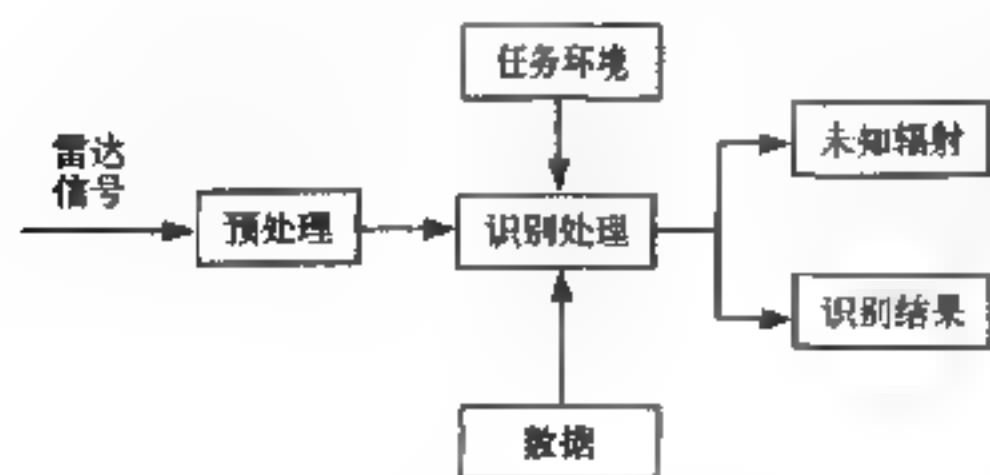 任务环境
雷达
信号
未知辐射
预处理
识别处理
识别结果
数据